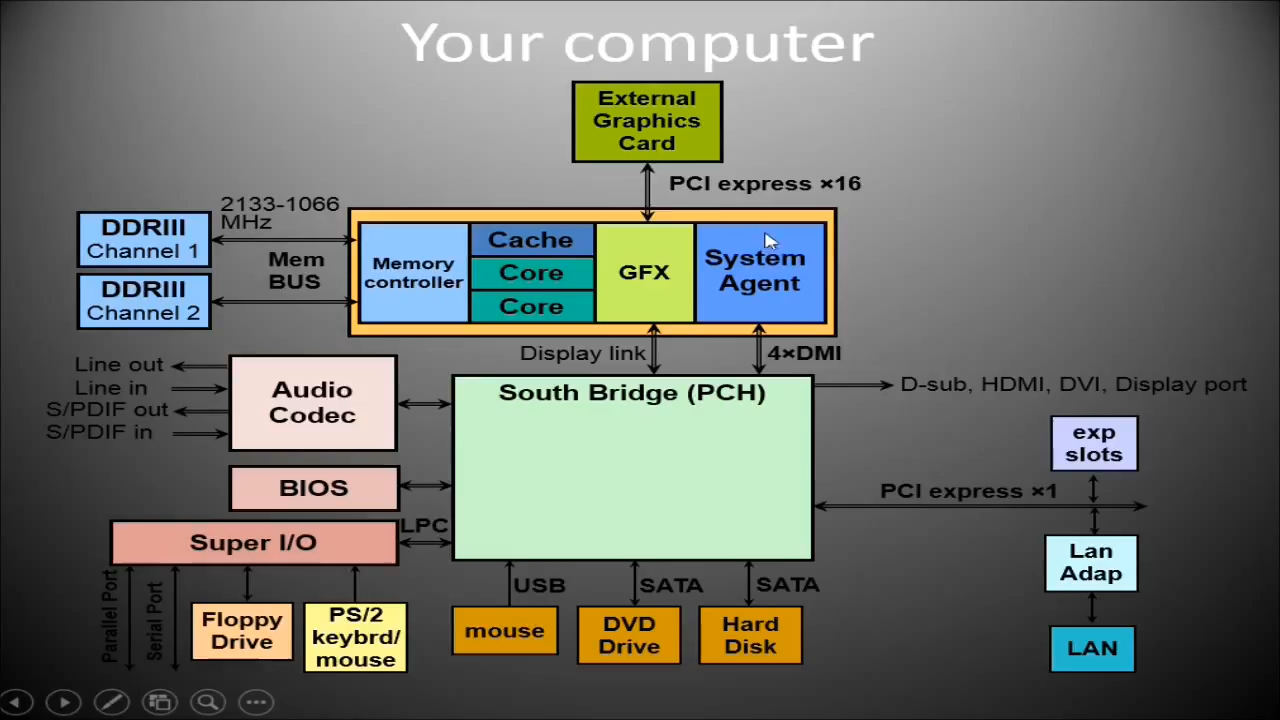 Your computer
External
Graphics
Card
PCI express ×16
2133-1066
MHz
DDRIII
Channel 1
Mem
BUS
DDRIII
Channel 2
Memory
controller
Cache
Core
Core
GFX
System
Agent
Display link
4×DMI
Line out
Line in
S/PDIF out
S/PDIF in
Audio
Codec
South Bridge (PCH)
D-sub, HDMI, DVI, Display port
exp
slots
BIOS
PCI express ×1
LPC
Super I/O
Lan
Adap
Parallel Port
Serial Port
USB
SATA
SATA
Floppy
Drive
PS/2
keybrd/
mouse
mouse
DVD
Drive
Hard
Disk
LAN